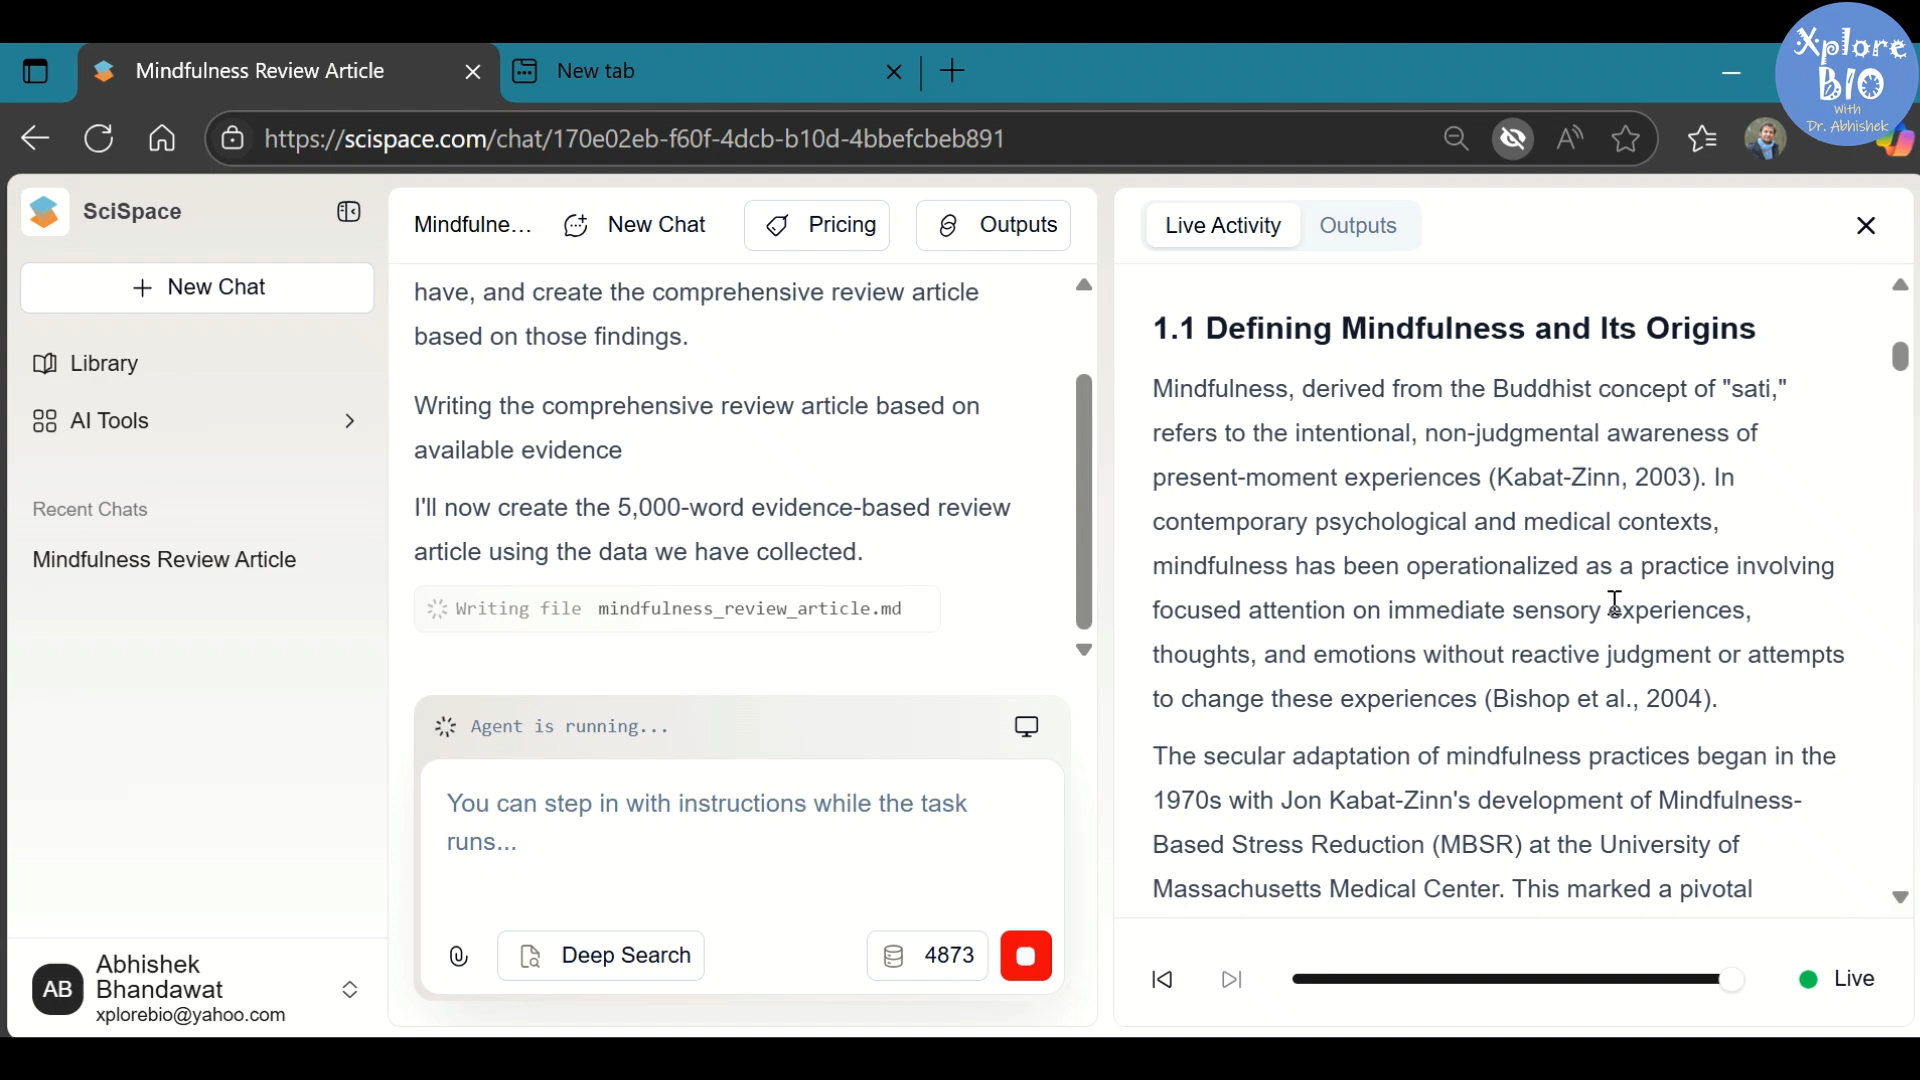 Mindfulness Review Article
New tab
Xplore
BIO
With
Dr. Abhishek
https://scispace.com/chat/170e02eb-f60f-4dcb-b10d-4bbefcbeb891
SciSpace
New Chat
Library
AI Tools
Recent Chats
Mindfulness Review Article
AB
Abhishek
Bhandawat
xplorebio@yahoo.com
Mindfulne...
New Chat
Pricing
Outputs
have, and create the comprehensive review article
based on those findings.
Writing the comprehensive review article based on
available evidence
I'll now create the 5,000-word evidence-based review
article using the data we have collected.
Writing file mindfulness_review_article.md
Agent is running...
You can step in with instructions while the task
runs...
Deep Search
4873
Live Activity
Outputs
1.1 Defining Mindfulness and Its Origins
Mindfulness, derived from the Buddhist concept of "sati,"
refers to the intentional, non-judgmental awareness of
present-moment experiences (Kabat-Zinn, 2003). In
contemporary psychological and medical contexts,
mindfulness has been operationalized as a practice involving
focused attention on immediate sensory experiences,
thoughts, and emotions without reactive judgment or attempts
to change these experiences (Bishop et al., 2004).
The secular adaptation of mindfulness practices began in the
1970s with Jon Kabat-Zinn's development of Mindfulness-
Based Stress Reduction (MBSR) at the University of
Massachusetts Medical Center. This marked a pivotal
Live